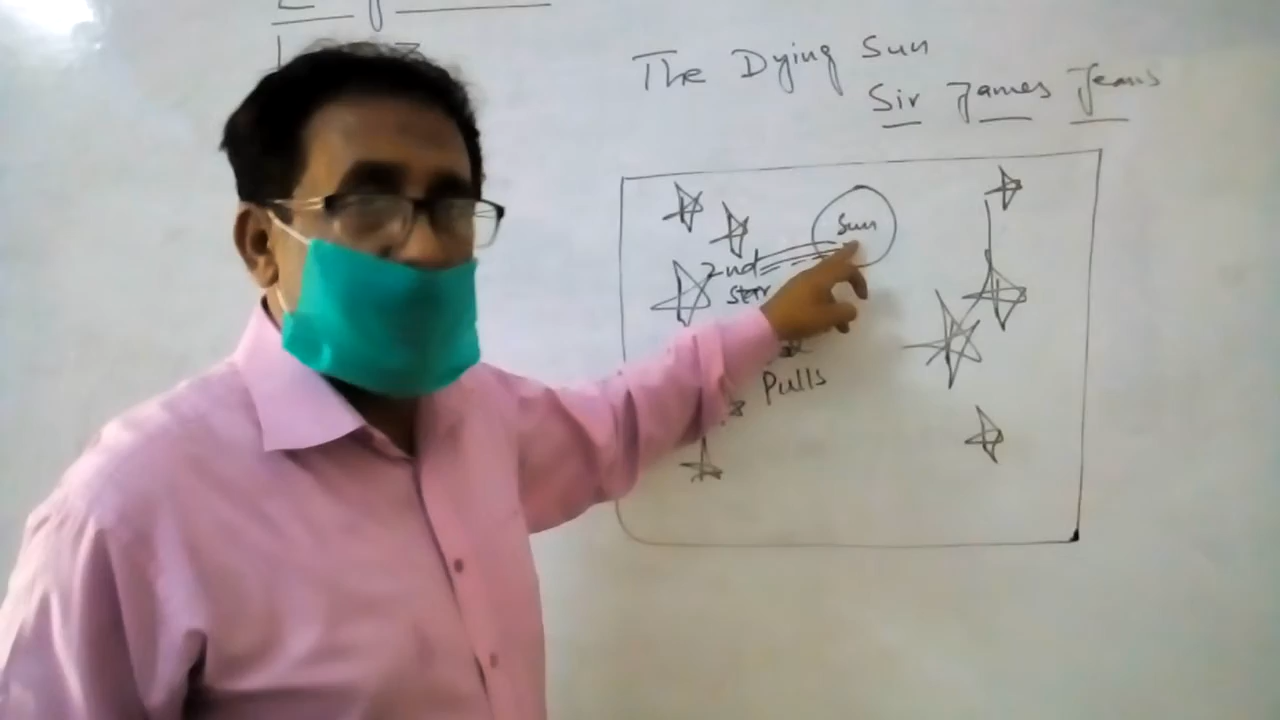 The Dying Sun
Sir James Jeans
Sun
2nd
Star
Pulls